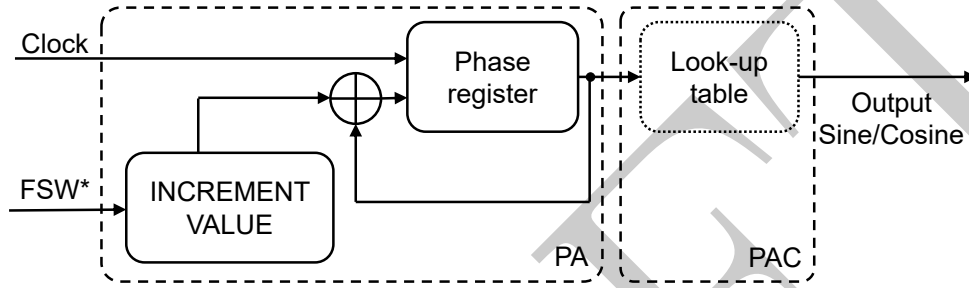 Clock
Phase
register
Look-up
table
Output
Sine/Cosine
FSW*
INCREMENT
VALUE
PA
PAC